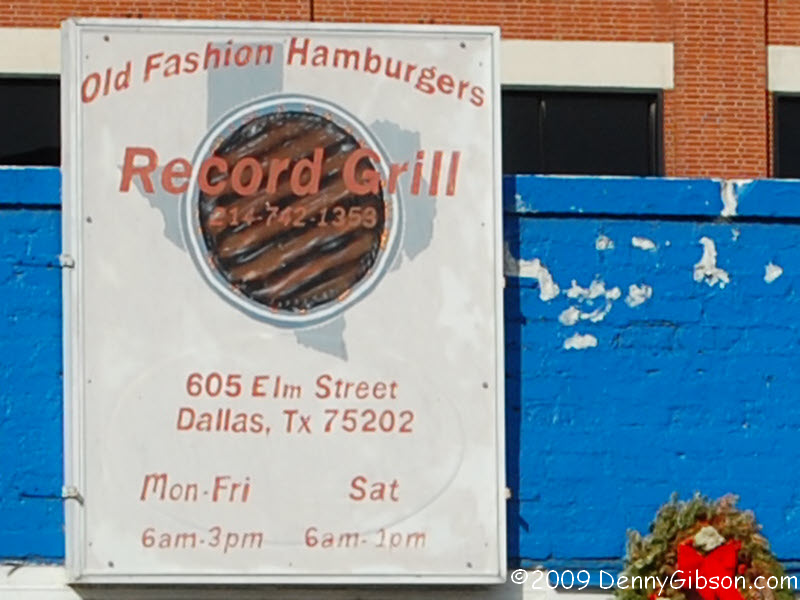 Old Fashion Hamburgers
Record Grill
214-742-1353
605 Elm Street
Dallas, Tx 75202
Mon-Fri Sat
6am-3pm 6am-1pm
©2009 DennyGibson.com